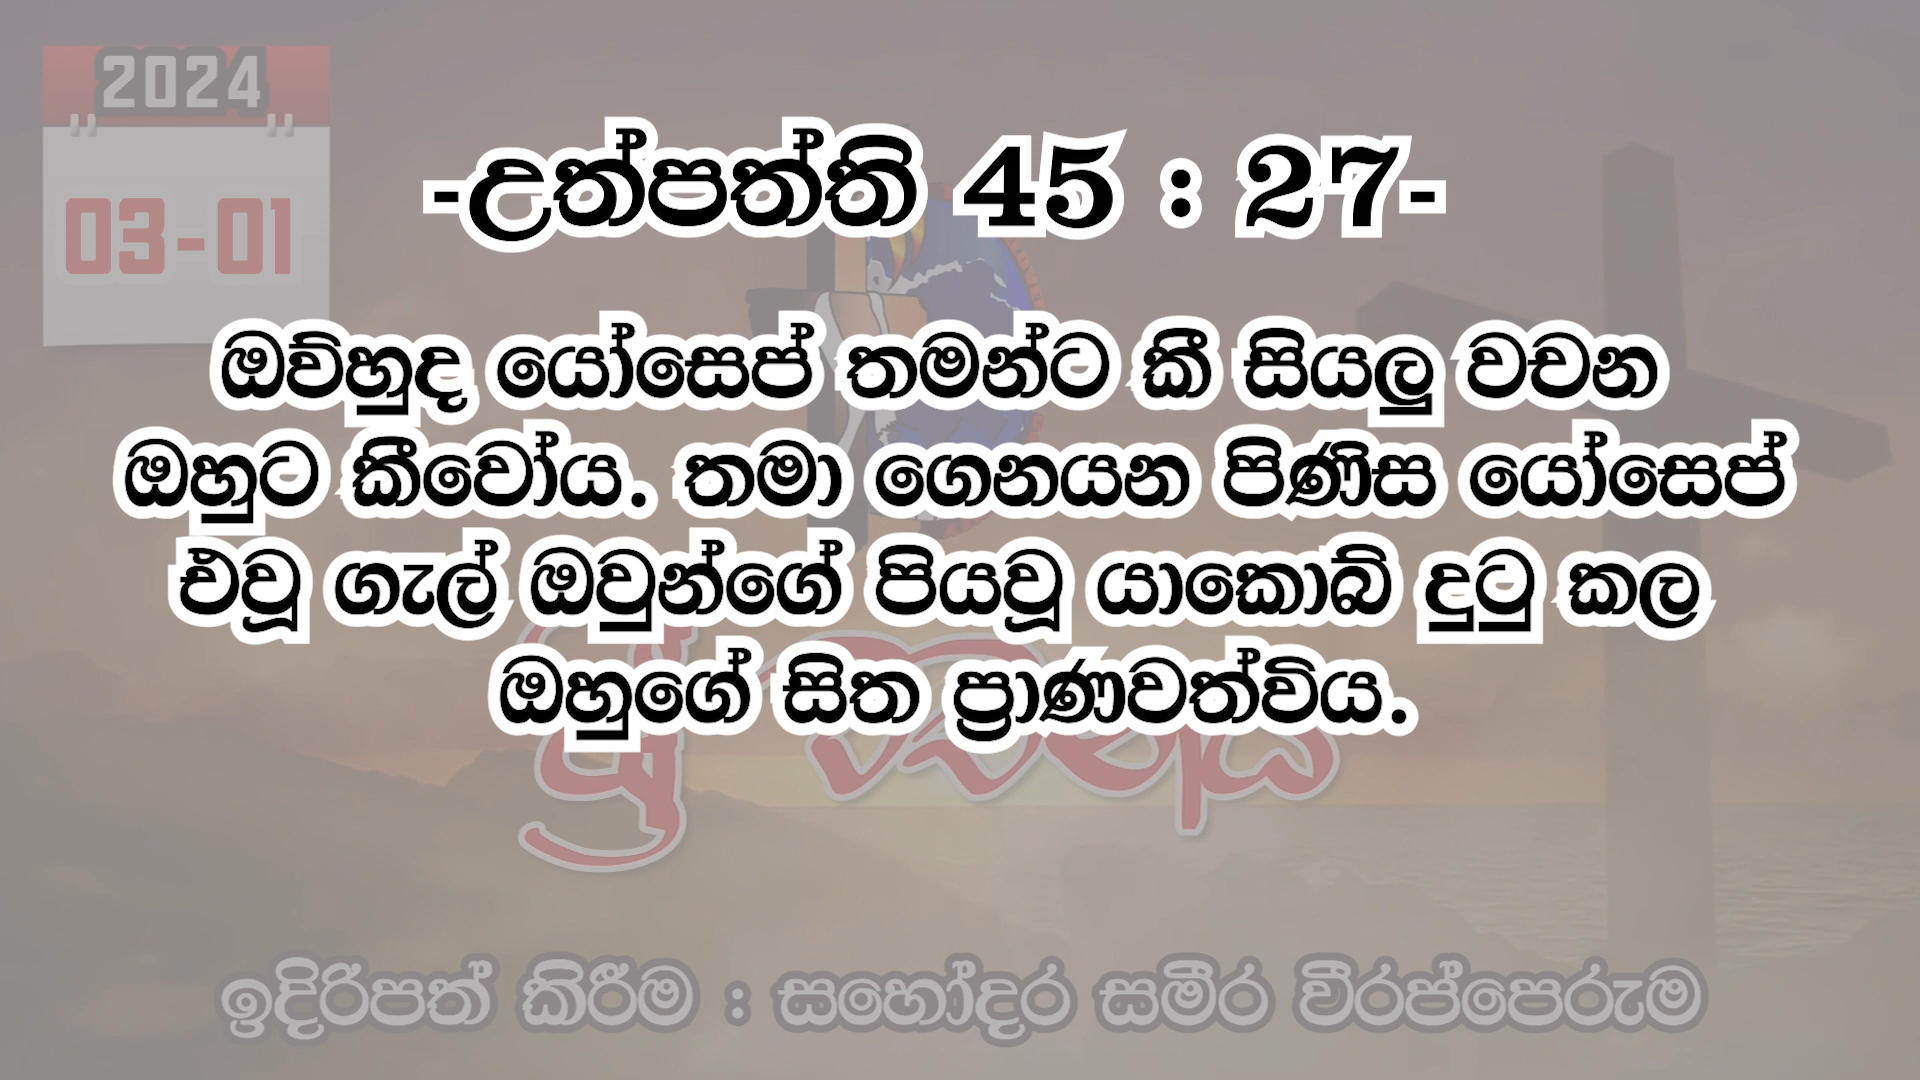 2024
03-01
-උත්පත්ති 45 : 27-
ඔව්හුද යෝසෙප් තමන්ට කී සියලු වචන
ඔහුට කීවෝය. තමා ගෙනයන පිණිස යෝසෙප්
එවූ ගැල් ඔවුන්ගේ පියවූ යාකොබ් දුටු කල
ඔහුගේ සිත ප්‍රාණවත්විය.
ඉදිරිපත් කිරීම : සහෝදර සමීර වීරප්පෙරුම